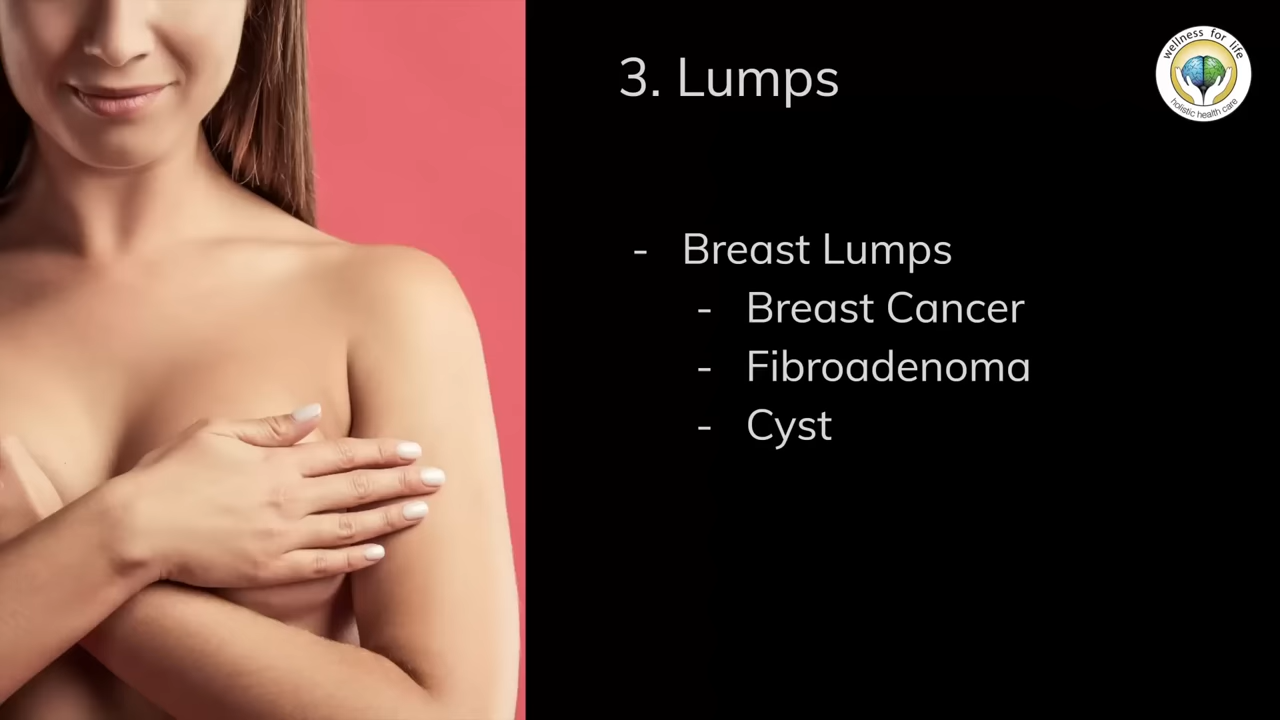 3. Lumps
wellness for life
holistic health care
- Breast Lumps
- Breast Cancer
- Fibroadenoma
- Cyst